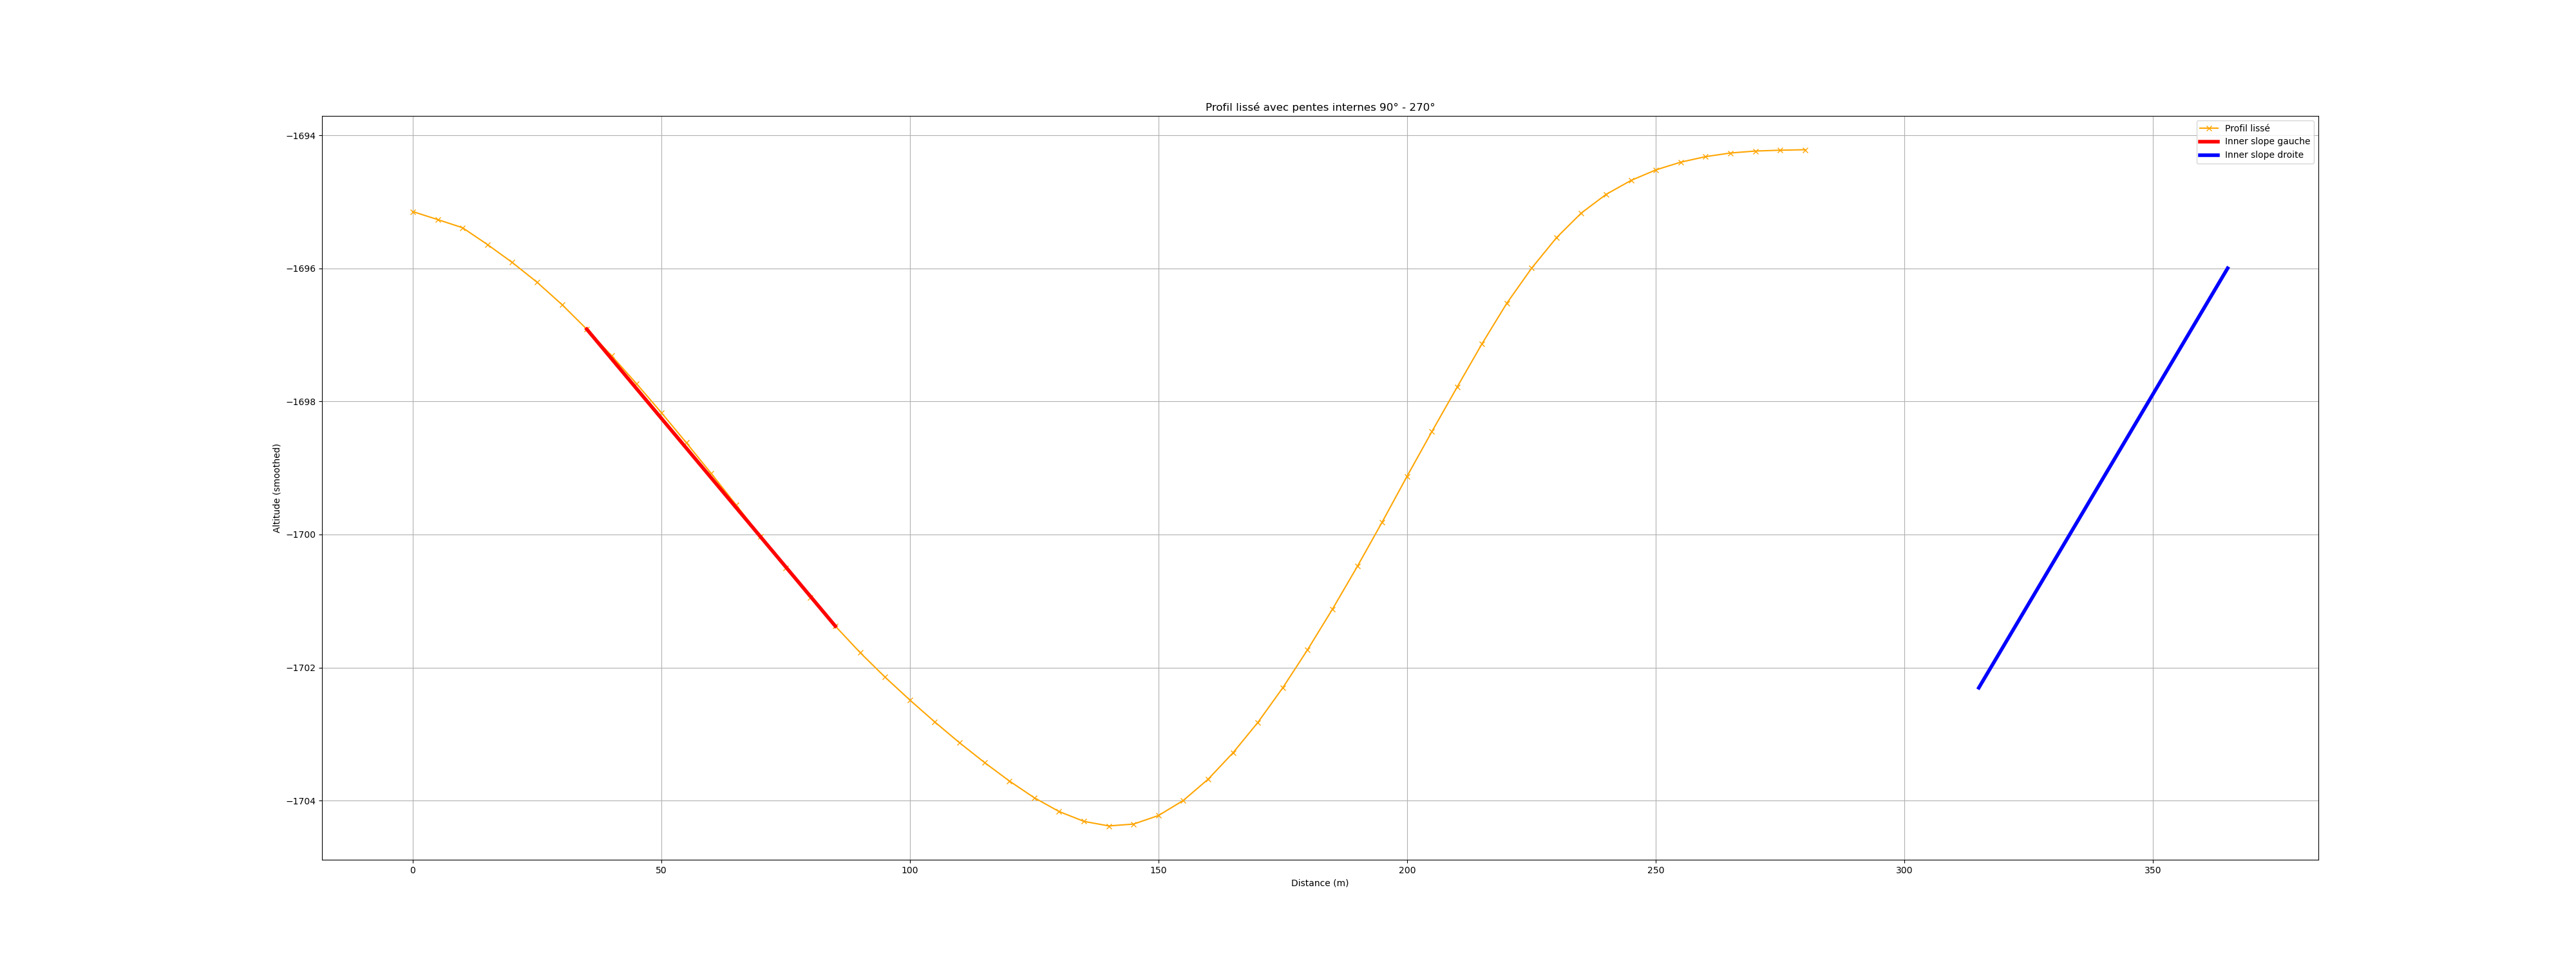 Profil lissé avec pentes internes 90° - 270°
Profil lissé
Inner slope gauche
Inner slope droite
−1694
−1696
−1698
−1700
−1702
−1704
Altitude (smoothed)
0 50 100 150 200 250 300 350
Distance (m)